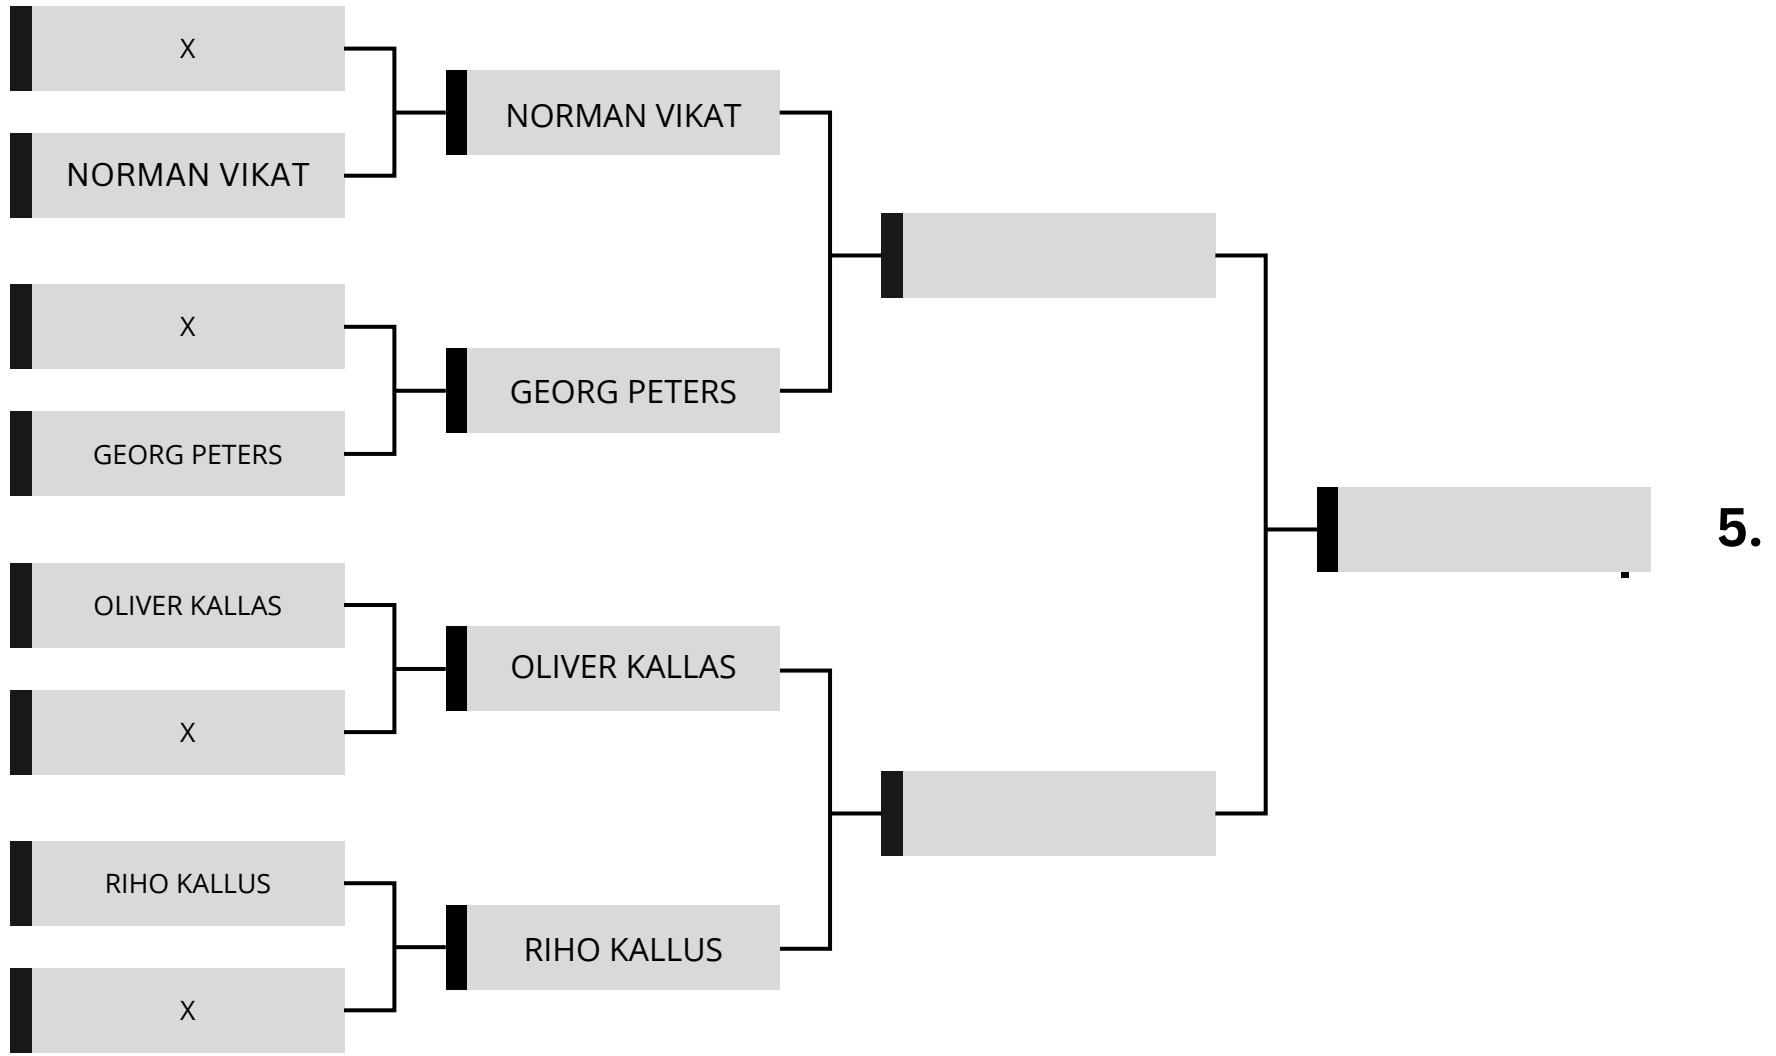 X
NORMAN VIKAT
X
GEORG PETERS
OLIVER KALLAS
X
RIHO KALLUS
X
NORMAN VIKAT
GEORG PETERS
OLIVER KALLAS
RIHO KALLUS
5.